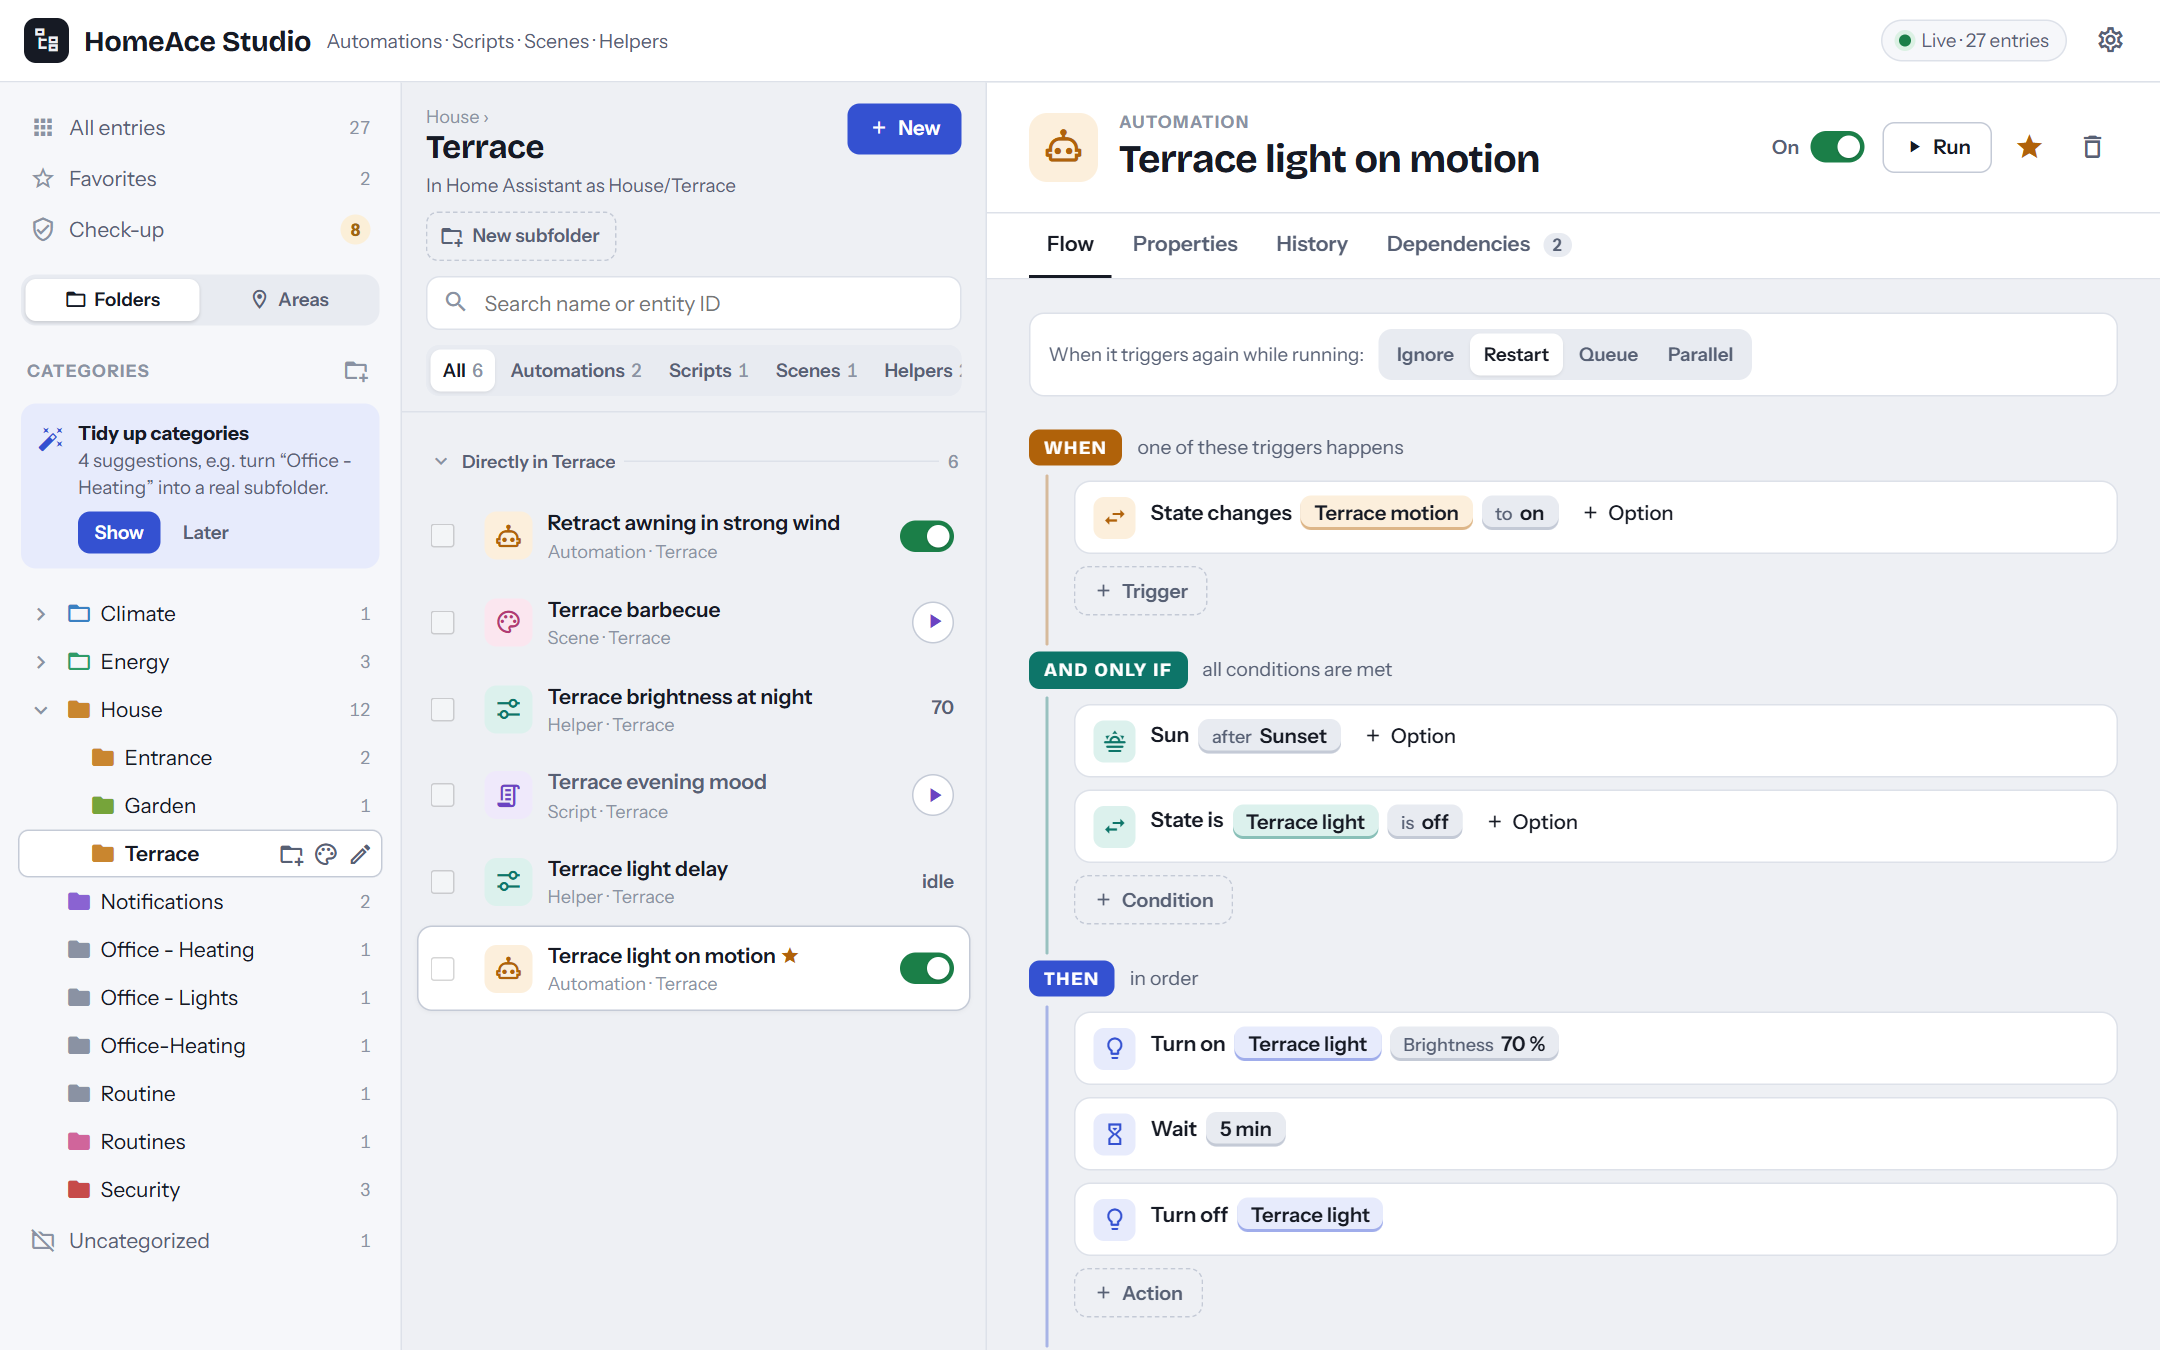 HomeAce Studio
Automations · Scripts · Scenes · Helpers
Live · 27 entries
All entries 27
Favorites 2
Check-up 8
Folders
Areas
CATEGORIES
Tidy up categories
4 suggestions, e.g. turn “Office -
Heating” into a real subfolder.
Show
Later
Climate 1
Energy 3
House 12
Entrance 2
Garden 1
Terrace
Notifications 2
Office - Heating 1
Office - Lights 1
Office-Heating 1
Routine 1
Routines 1
Security 3
Uncategorized 1
House ›
Terrace
In Home Assistant as House/Terrace
+ New
New subfolder
Search name or entity ID
All 6
Automations 2
Scripts 1
Scenes 1
Helpers
Directly in Terrace 6
Retract awning in strong wind
Automation · Terrace
Terrace barbecue
Scene · Terrace
Terrace brightness at night
Helper · Terrace
70
Terrace evening mood
Script · Terrace
Terrace light delay
Helper · Terrace
idle
Terrace light on motion
Automation · Terrace
AUTOMATION
Terrace light on motion
On
Run
Flow
Properties
History
Dependencies 2
When it triggers again while running:
Ignore
Restart
Queue
Parallel
WHEN one of these triggers happens
State changes Terrace motion to on + Option
+ Trigger
AND ONLY IF all conditions are met
Sun after Sunset + Option
State is Terrace light is off + Option
+ Condition
THEN in order
Turn on Terrace light Brightness 70 %
Wait 5 min
Turn off Terrace light
+ Action